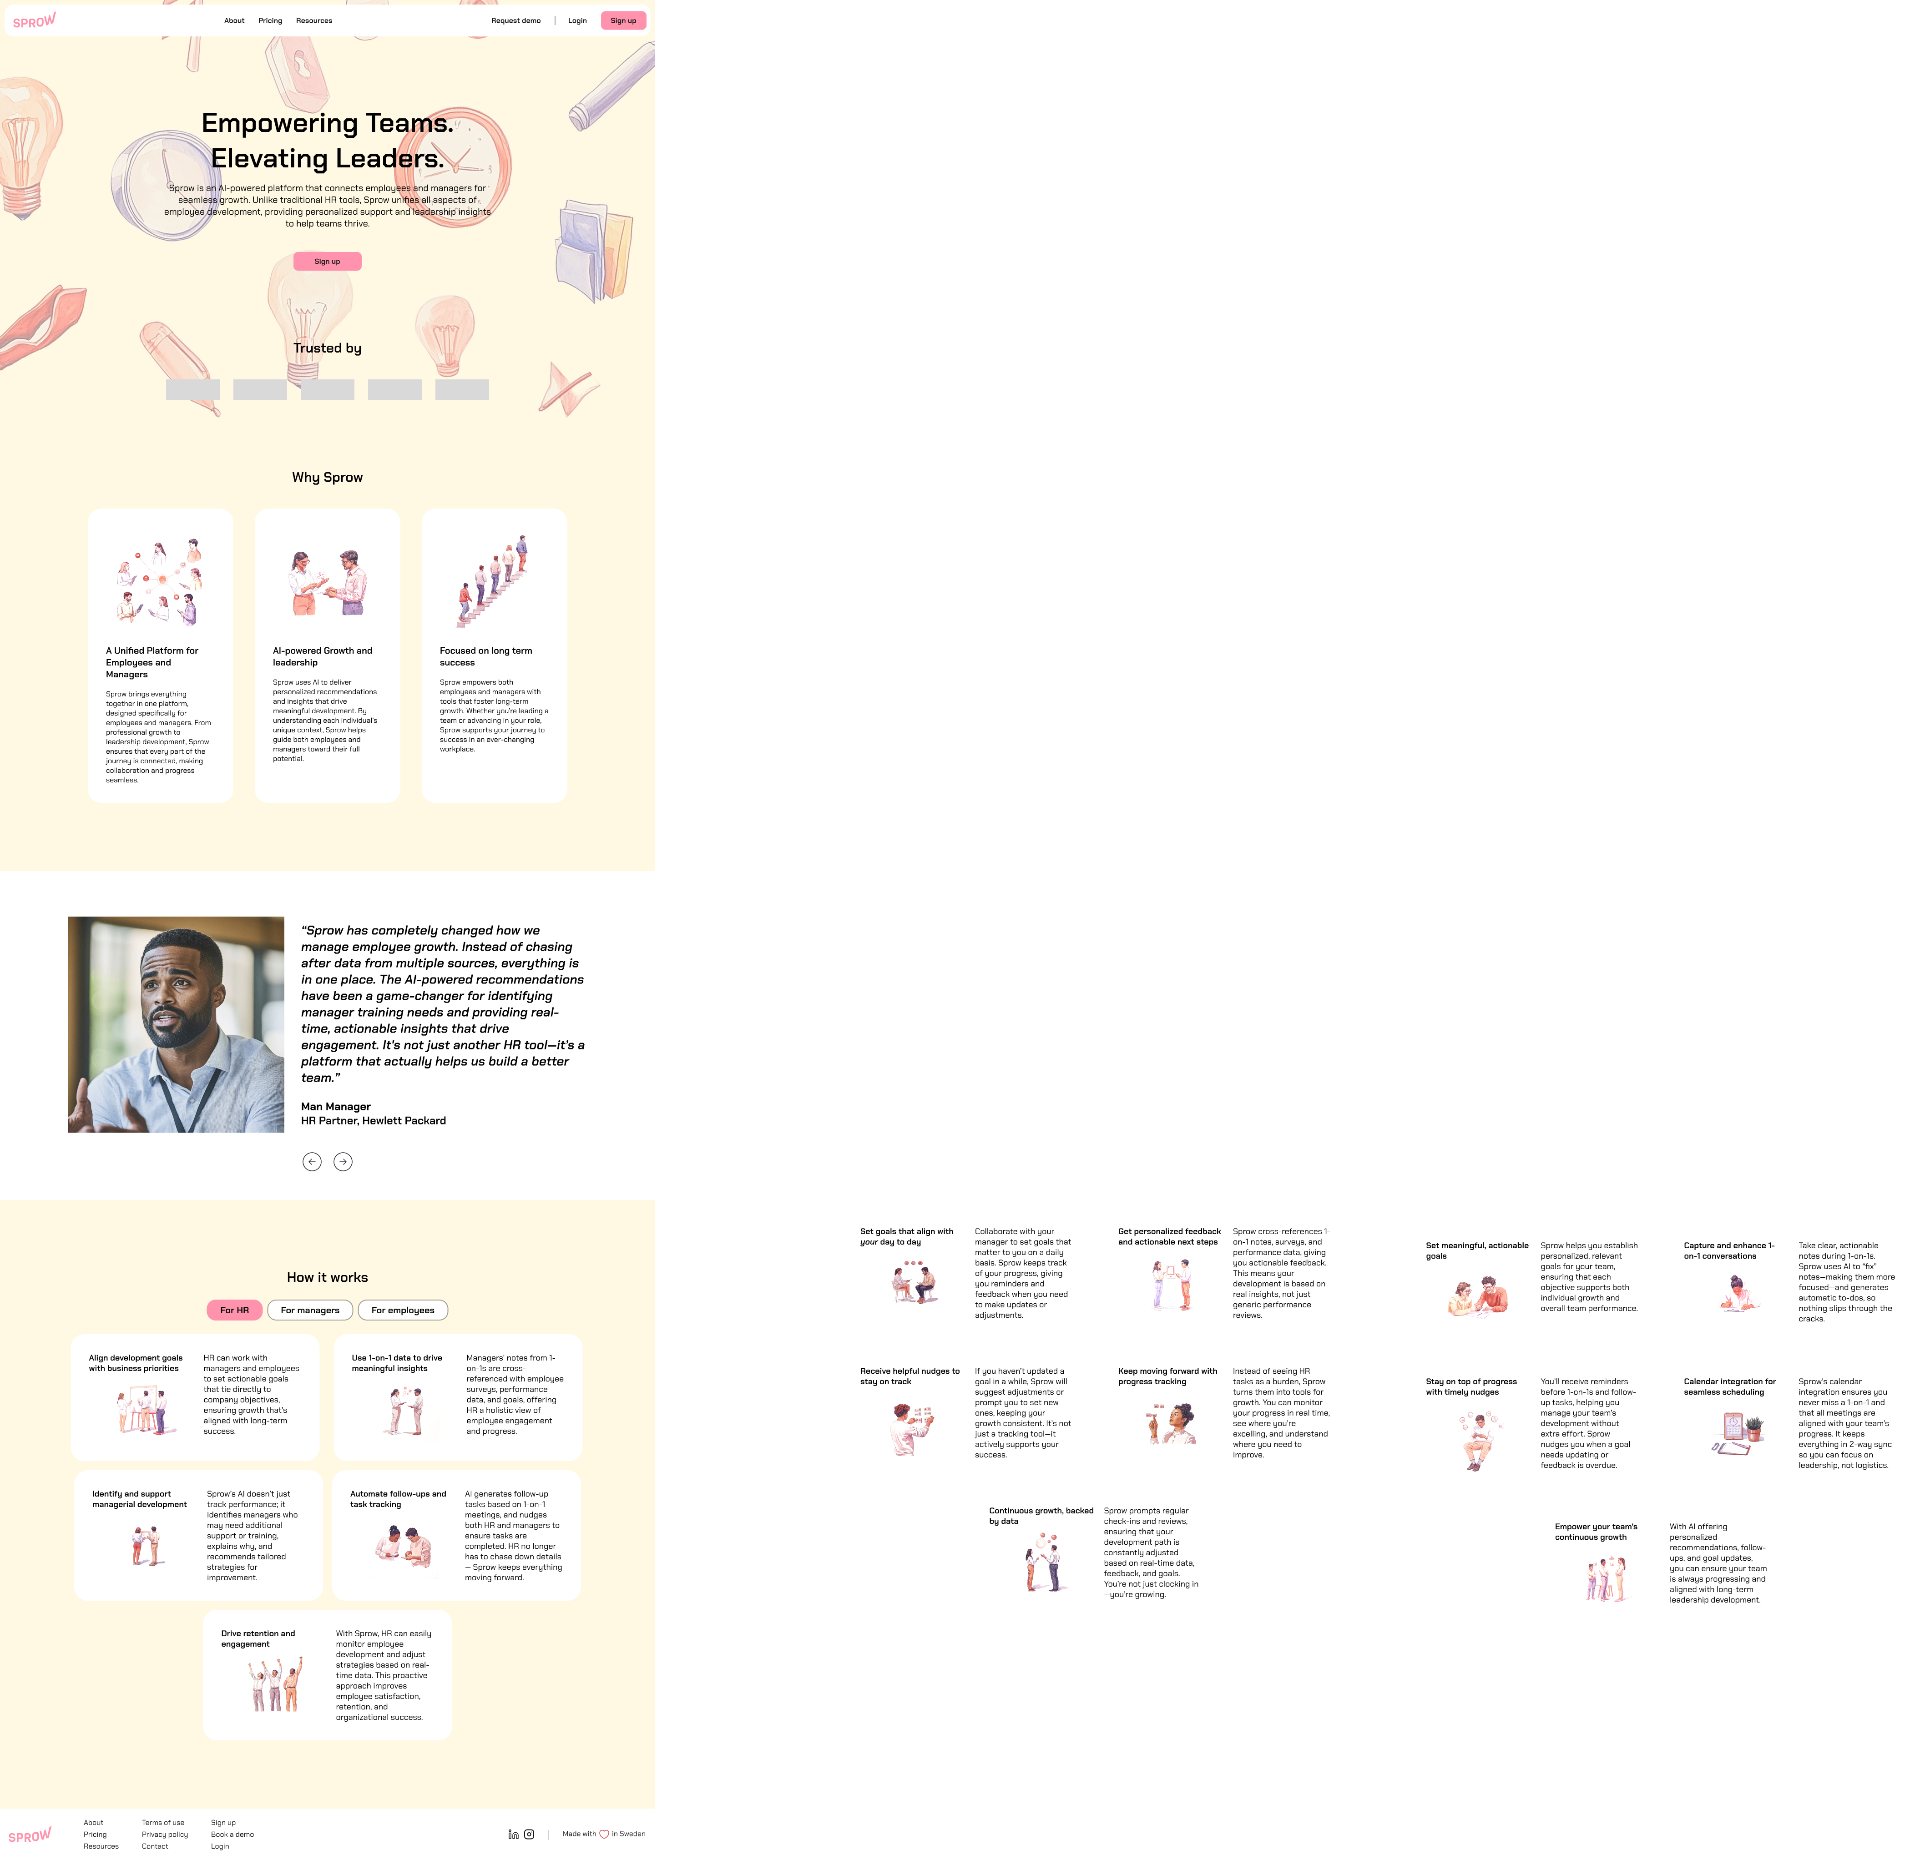 SPROW
About
Pricing
Resources
Request demo
Login
Sign up
Empowering Teams.
Elevating Leaders.
Sprow is an AI-powered platform that connects employees and managers for
seamless growth. Unlike traditional HR tools, Sprow unifies all aspects of
employee development, providing personalized support and leadership insights
to help teams thrive.
Sign up
Trusted by
Why Sprow
A Unified Platform for
Employees and
Managers
Sprow brings everything
together in one platform,
designed specifically for
employees and managers. From
professional growth to
leadership development, Sprow
ensures that every part of the
journey is connected, making
collaboration and progress
seamless.
AI-powered Growth and
leadership
Sprow uses AI to deliver
personalized recommendations
and insights that drive
meaningful development. By
understanding each individual's
unique context, Sprow helps
guide both employees and
managers toward their full
potential.
Focused on long term
success
Sprow empowers both
employees and managers with
tools that foster long-term
growth. Whether you're leading a
team or advancing in your role,
Sprow supports your journey to
success in an ever-changing
workplace.
“Sprow has completely changed how we
manage employee growth. Instead of chasing
after data from multiple sources, everything is
in one place. The AI-powered recommendations
have been a game-changer for identifying
manager training needs and providing real-
time, actionable insights that drive
engagement. It's not just another HR tool—it's a
platform that actually helps us build a better
team.”
Man Manager
HR Partner, Hewlett Packard
How it works
For HR
For managers
For employees
Align development goals
with business priorities
HR can work with
managers and employees
to set actionable goals
that tie directly to
company objectives,
ensuring growth that's
aligned with long-term
success.
Use 1-on-1 data to drive
meaningful insights
Managers' notes from 1-
on-1s are cross-
referenced with employee
surveys, performance
data, and goals, offering
HR a holistic view of
employee engagement
and progress.
Identify and support
managerial development
Sprow'e AI doesn't just
track performance; it
identifies managers who
may need additional
support or training,
explains why, and
recommends tailored
strategies for
improvement.
Automate follow-ups and
task tracking
AI generates follow-up
tasks based on 1-on-1
meetings, and nudges
both HR and managers to
ensure tasks are
completed. HR no longer
has to chase down details
— Sprow keeps everything
moving forward.
Drive retention and
engagement
With Sprow, HR can easily
monitor employee
development and adjust
strategies based on real-
time data. This proactive
approach improves
employee satisfaction,
retention, and
organizational success.
Set goals that align with
your day to day
Collaborate with your
manager to set goals that
matter to you on a daily
basis. Sprow keeps track
of your progress, giving
you reminders and
feedback when you need
to make updates or
adjustments.
Get personalized feedback
and actionable next steps
Sprow cross-references 1-
on-1 notes, surveys, and
performance data, giving
you actionable feedback.
This means your
development is based on
real insights, not just
generic performance
reviews.
Receive helpful nudges to
stay on track
If you haven't updated a
goal in a while, Sprow will
suggest adjustments or
prompt you to set new
ones, keeping your
growth consistent. It's not
just a tracking tool—it
actively supports your
success.
Keep moving forward with
progress tracking
Instead of seeing HR
tasks as a burden, Sprow
turns them into tools for
growth. You can monitor
your progress in real time,
see where you're
excelling, and understand
where you need to
improve.
Continuous growth, backed
by data
Sprow prompts regular
check-ins and reviews,
ensuring that your
development path is
constantly adjusted
based on real-time data,
feedback, and goals.
You're not just clocking in
—you're growing.
Set meaningful, actionable
goals
Sprow helps you establish
personalized, relevant
goals for your team,
ensuring that each
objective supports both
individual growth and
overall team performance.
Capture and enhance 1-
on-1 conversations
Take clear, actionable
notes during 1-on-1s.
Sprow uses AI to "fix"
notes—making them more
focused—and generates
automatic to-dos, so
nothing slips through the
cracks.
Stay on top of progress
with timely nudges
You'll receive reminders
before 1-on-1s and follow-
up tasks, helping you
manage your team's
development without
extra effort. Sprow
nudges you when a goal
needs updating or
feedback is overdue.
Calendar integration for
seamless scheduling
Sprow's calendar
integration ensures you
never miss a 1-on-1 and
that all meetings are
aligned with your team's
progress. It keeps
everything in 2-way sync
so you can focus on
leadership, not logistics.
Empower your team's
continuous growth
With AI offering
personalized
recommendations, follow-
ups, and goal updates,
you can ensure your team
is always progressing and
aligned with long-term
leadership development.
SPROW
About
Pricing
Resources
Terms of use
Privacy policy
Contact
Sign up
Book a demo
Login
in
Made with
in Sweden